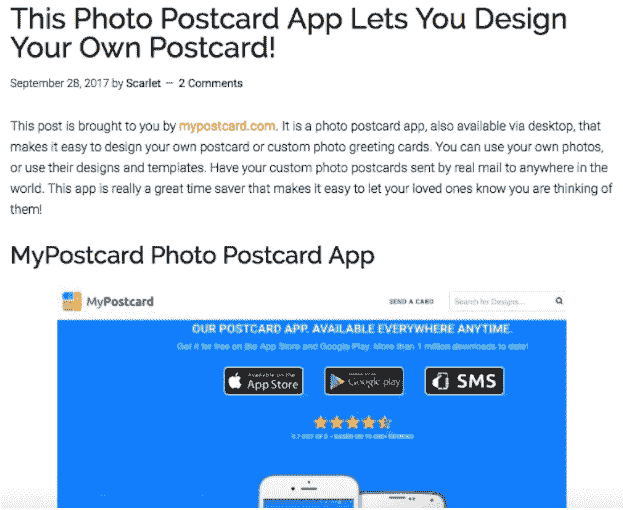 This Photo Postcard App Lets You Design
Your Own Postcard!
September 28, 2017 by Scarlet — 2 Comments
This post is brought to you by mypostcard.com. It is a photo postcard app, also available via desktop, that
makes it easy to design your own postcard or custom photo greeting cards. You can use your own photos,
or use their designs and templates. Have your custom photo postcards sent by real mail to anywhere in the
world. This app is really a great time saver that makes it easy to let your loved ones know you are thinking of
them!
MyPostcard Photo Postcard App
MyPostcard
SEND A CARD
Search for Designs...
OUR POSTCARD APP. AVAILABLE EVERYWHERE ANYTIME.
Get it for free on the App Store and Google Play. More than 1 million downloads to date!
Available on the
App Store
Google play
SMS